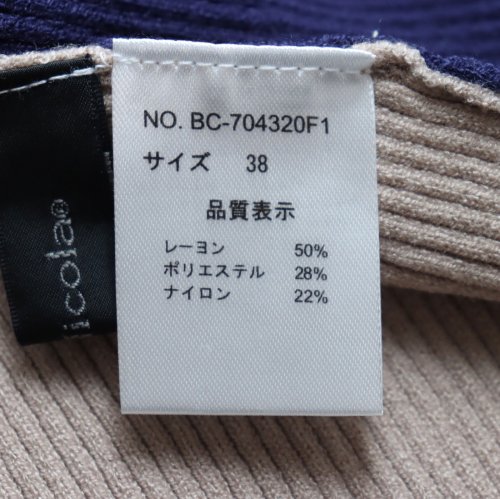 NO. BC-704320F1
サイズ 38
品質表示
レーヨン 50%
ポリエステル 28%
ナイロン 22%
icola®